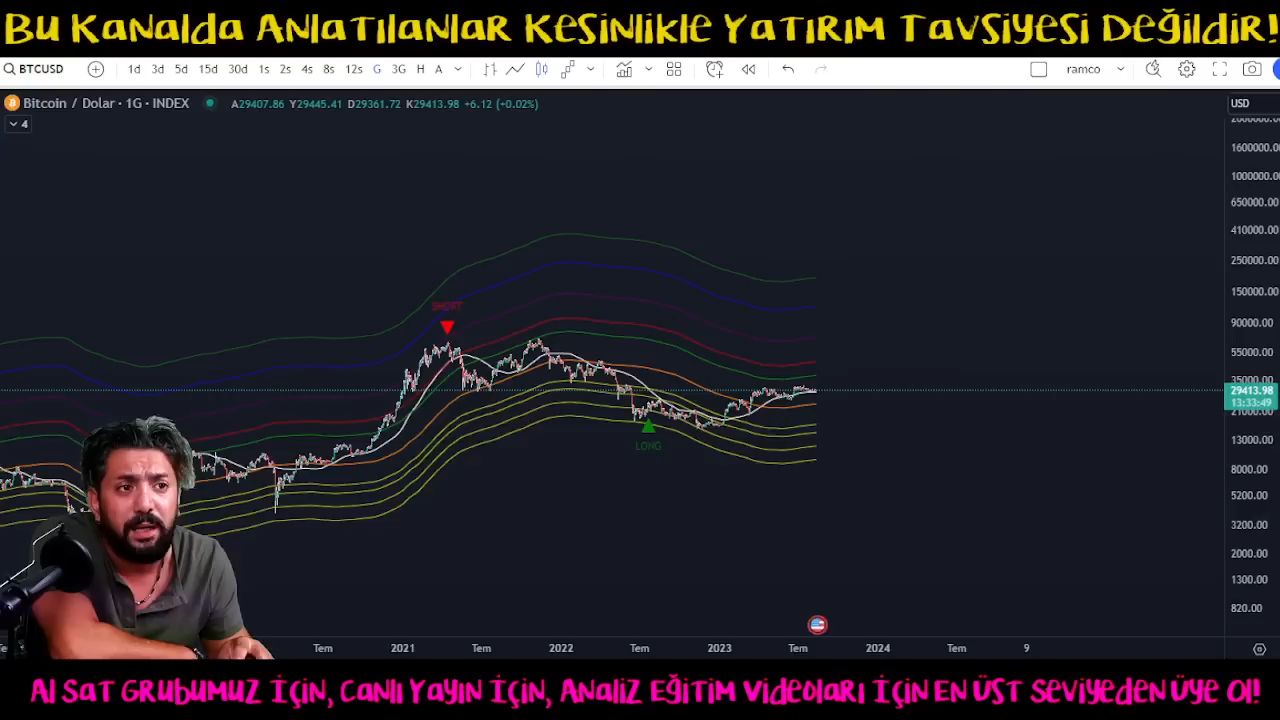 Bu Kanalda Anlatılanlar Kesinlikle Yatırım Tavsiyesi Değildir!
BTCUSD 1d 3d 5d 15d 30d 1s 2s 4s 8s 12s G 3G H A ramco
Bitcoin / Dolar · 1G · INDEX A29407.86 Y29445.41 D29361.72 K29413.98 +6.12 (+0.02%) USD
4
1600000.00
1000000.00
650000.00
410000.00
250000.00
150000.00
SHORT
90000.00
55000.00
35000.00
29413.98
13:33:49
21000.00
LONG
13000.00
8000.00
5200.00
3200.00
2000.00
1300.00
820.00
Tem 2021 Tem 2022 Tem 2023 Tem 2024 Tem 9
Al Sat Grubumuz İçin, Canlı Yayın İçin, Analiz Eğitim Videoları İçin En Üst Seviyeden Üye Ol!